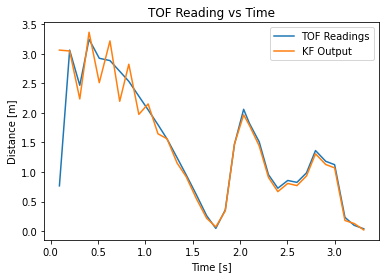 TOF Reading vs Time
TOF Readings
KF Output
Distance [m]
3.5
3.0
2.5
2.0
1.5
1.0
0.5
0.0
0.0 0.5 1.0 1.5 2.0 2.5 3.0
Time [s]